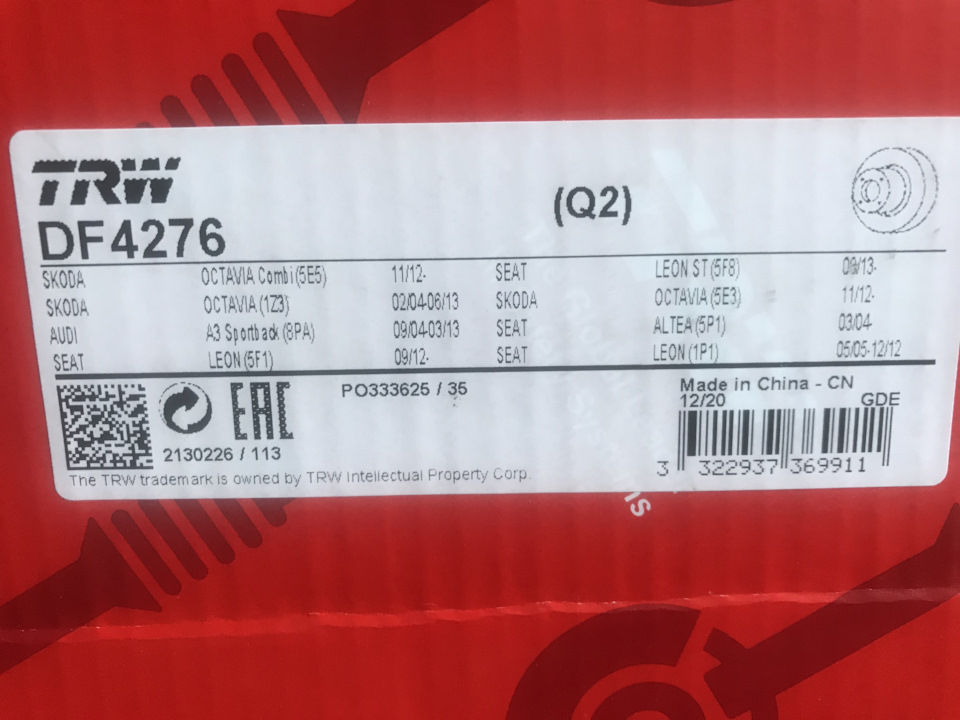 TRW
DF4276
(Q2)
SKODA OCTAVIA Combi (5E5) 11/12- SEAT LEON ST (5F8) 09/13-
SKODA OCTAVIA (1Z3) 02/04-06/13 SKODA OCTAVIA (5E3) 11/12-
AUDI A3 Sportback (8PA) 09/04-03/13 SEAT ALTEA (5P1) 03/04-
SEAT LEON (5F1) 09/12- SEAT LEON (1P1) 05/05-12/12
EAC
PO333625 / 35
2130226 / 113
Made in China - CN
12/20 GDE
3 322937 369911
The TRW trademark is owned by TRW Intellectual Property Corp.